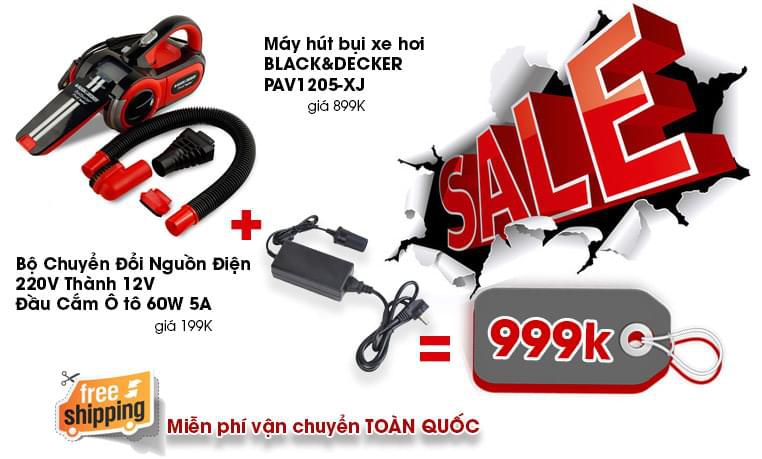 Máy hút bụi xe hơi
BLACK&DECKER
PAV1205-XJ
giá 899K
SALE
Bộ Chuyển Đổi Nguồn Điện
220V Thành 12V
Đầu Cắm Ô tô 60W 5A
giá 199K
+
=
999k
free
shipping
Miễn phí vận chuyển TOÀN QUỐC